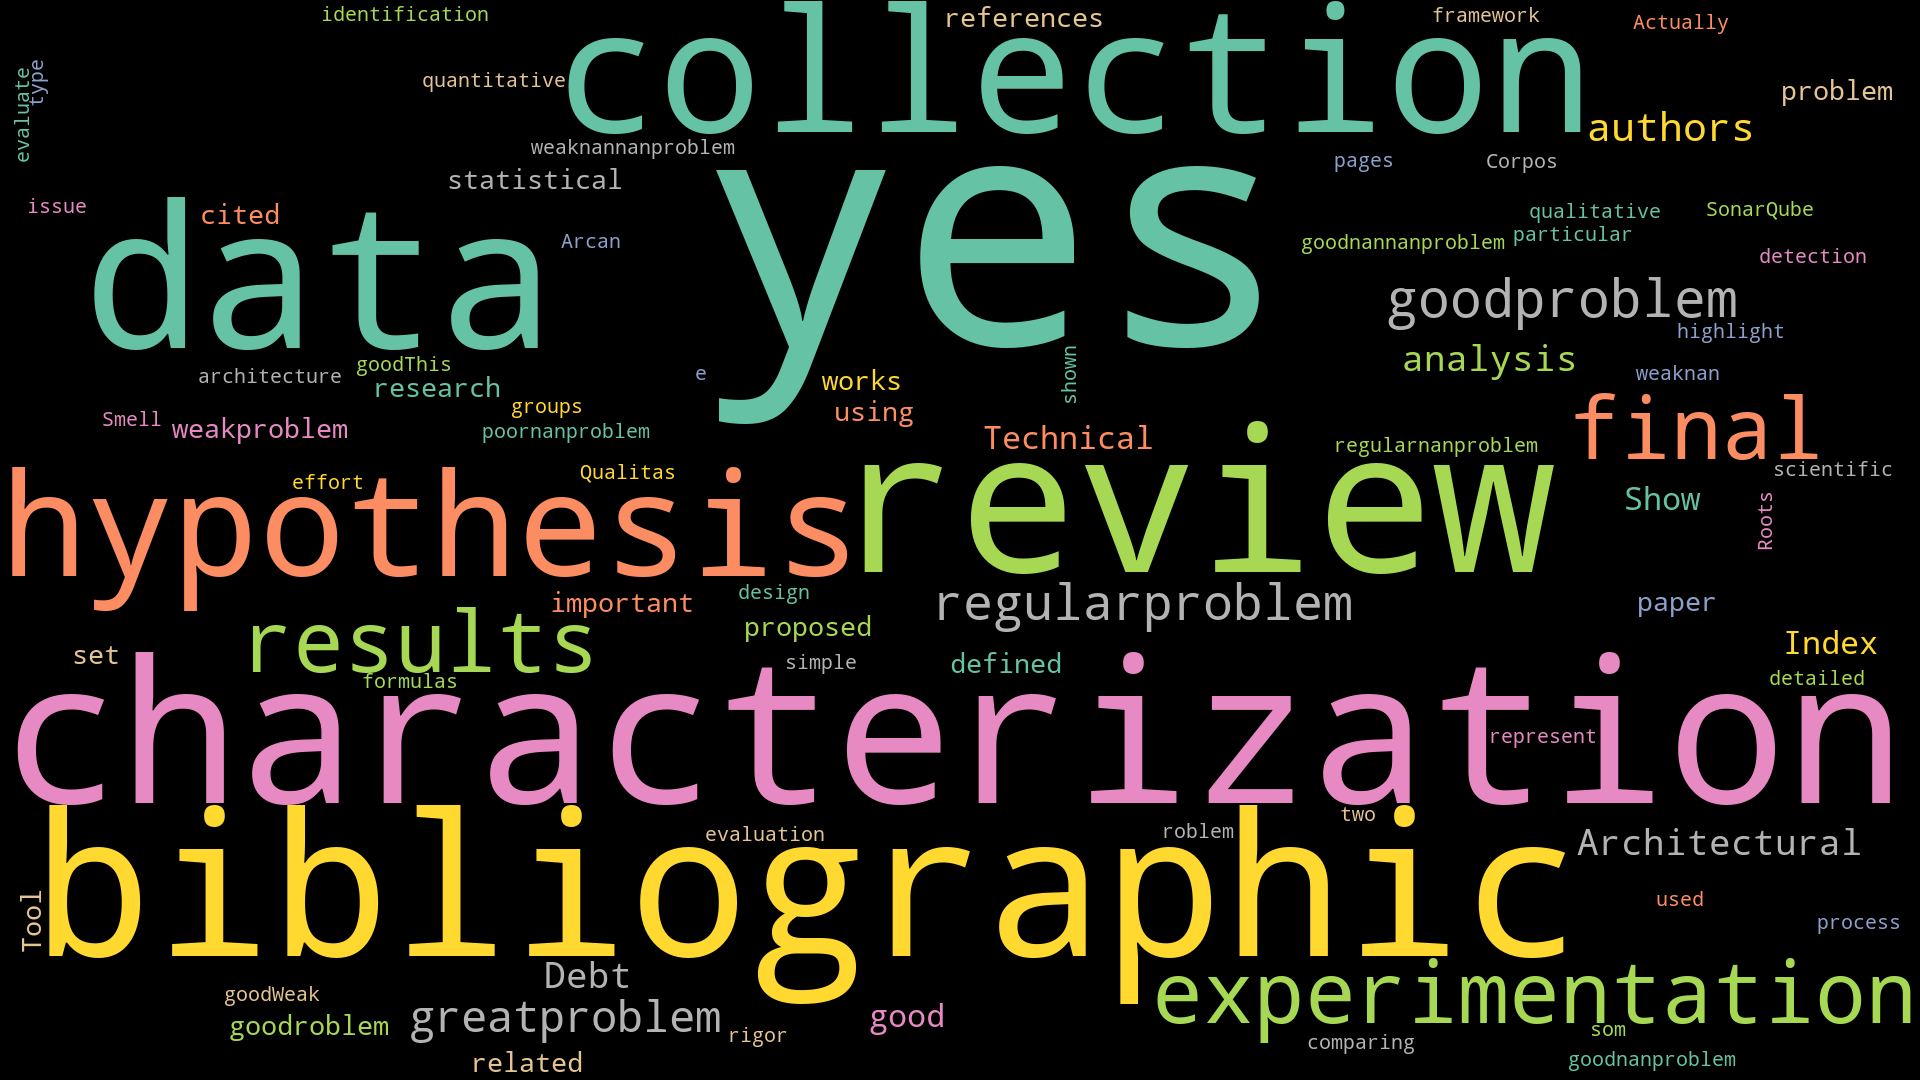 identification
collection
references
framework
Actually
type
evaluate
quantitative
problem
authors
weaknannanproblem
pages
Corpos
yes
statistical
issue
cited
data
Arcan
qualitative
SonarQube
particular
goodnannanproblem
detection
goodproblem
highlight
analysis
architecture
goodThis
research
e
works
shown
weaknan
using
groups
Smell
weakproblem
poornanproblem
Technical
final
regularnanproblem
review
scientific
hypothesis
effort
Qualitas
Show
Roots
important
design
regularproblem
paper
results
proposed
Index
set
simple
defined
formulas
detailed
characterization
represent
two
bibliographic
evaluation
roblem
Architectural
Tool
used
process
Debt
experimentation
goodWeak
greatproblem
good
goodroblem
rigor
som
comparing
related
goodnanproblem